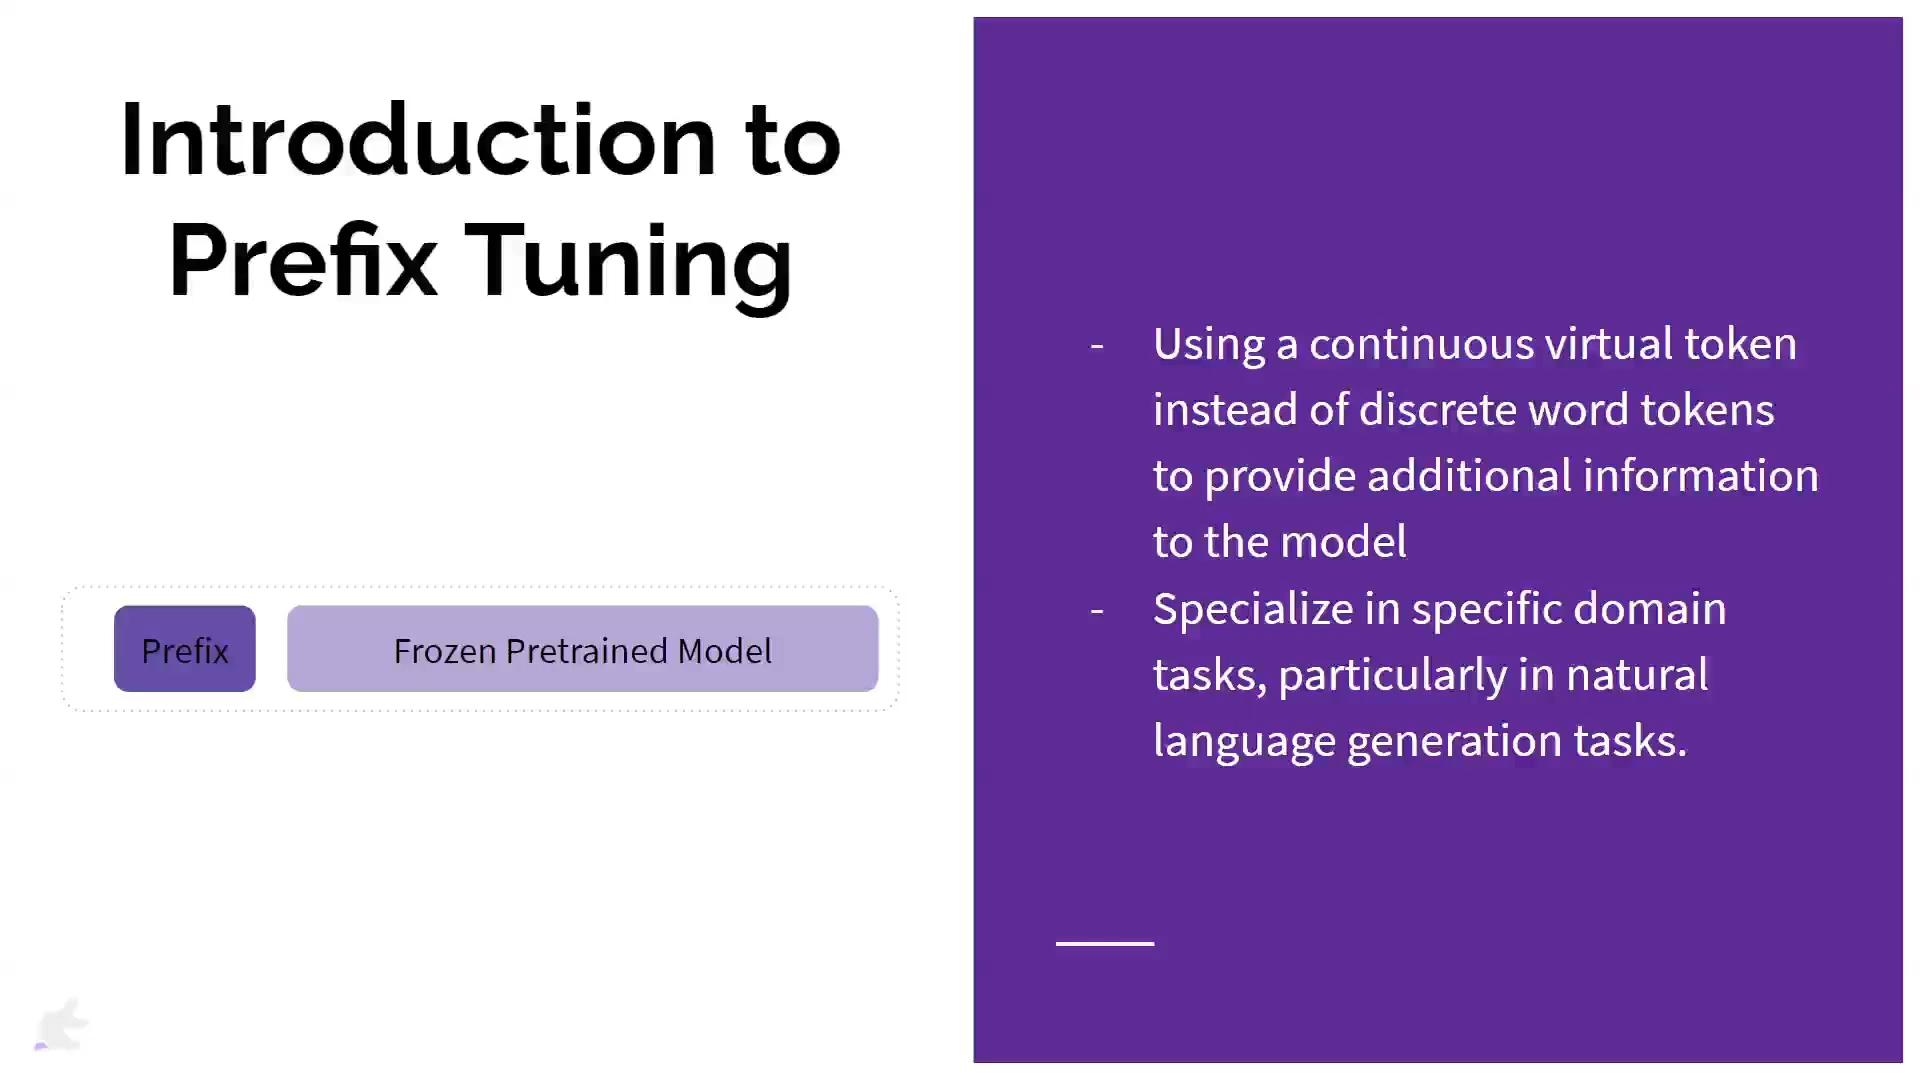 Introduction to
Prefix Tuning
Prefix
Frozen Pretrained Model
- Using a continuous virtual token
instead of discrete word tokens
to provide additional information
to the model
- Specialize in specific domain
tasks, particularly in natural
language generation tasks.